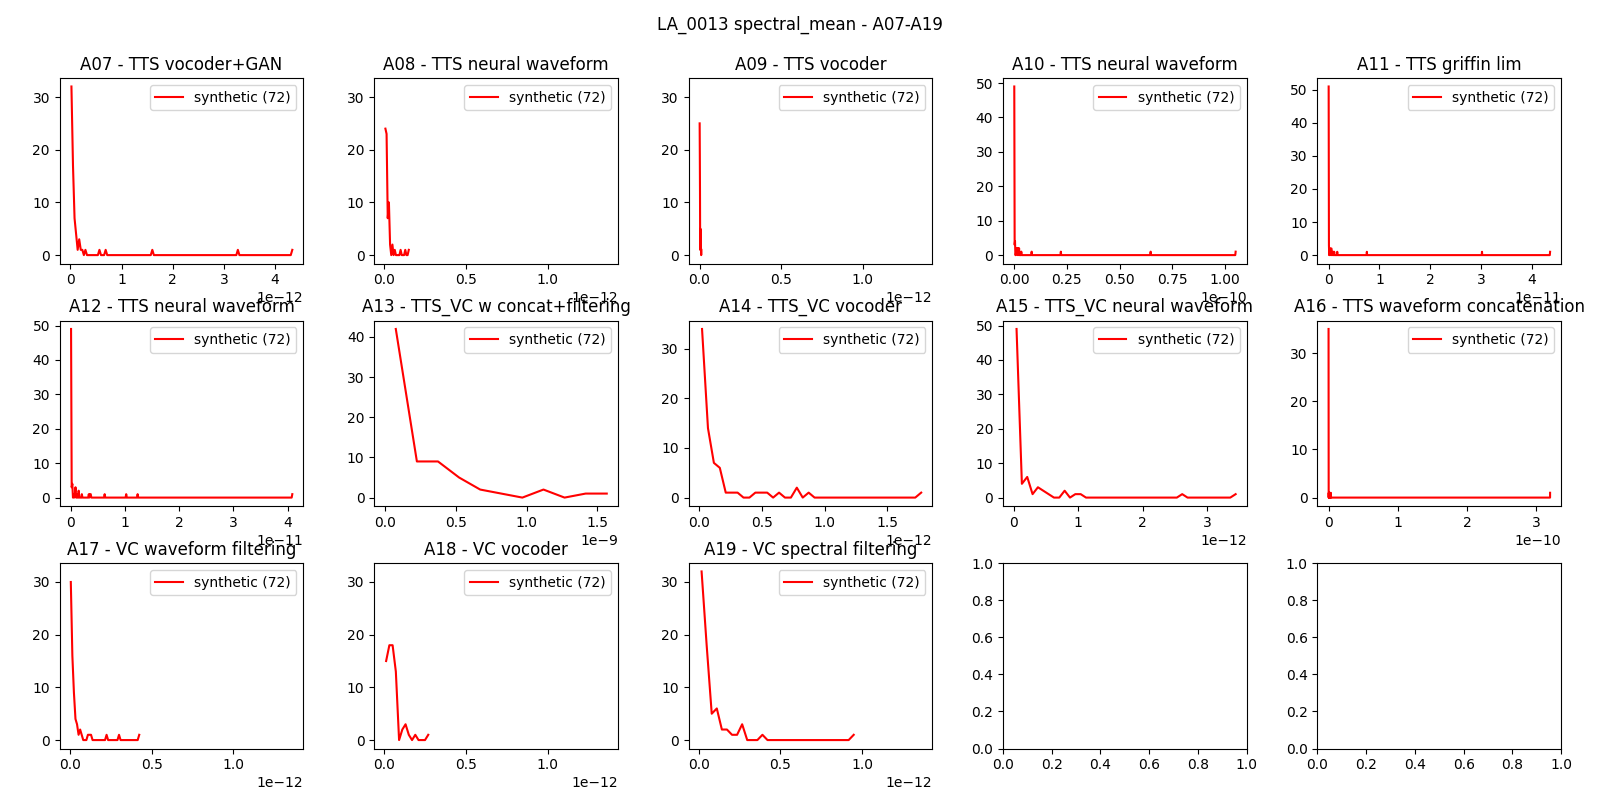 LA_0013 spectral_mean - A07-A19
A07 - TTS vocoder+GAN
synthetic (72)
30
20
10
0
0 1 2 3 4
1e−12
A08 - TTS neural waveform
synthetic (72)
30
20
10
0
0.0 0.5 1.0
1e−12
A09 - TTS vocoder
synthetic (72)
30
20
10
0
0.0 0.5 1.0
1e−12
A10 - TTS neural waveform
synthetic (72)
50
40
30
20
10
0
0.00 0.25 0.50 0.75 1.00
1e−10
A11 - TTS griffin lim
synthetic (72)
50
40
30
20
10
0
0 1 2 3 4
1e−11
A12 - TTS neural waveform
synthetic (72)
50
40
30
20
10
0
0 1 2 3 4
1e−11
A13 - TTS_VC w concat+filtering
synthetic (72)
40
30
20
10
0
0.0 0.5 1.0 1.5
1e−9
A14 - TTS_VC vocoder
synthetic (72)
30
20
10
0
0.0 0.5 1.0 1.5
1e−12
A15 - TTS_VC neural waveform
synthetic (72)
50
40
30
20
10
0
0 1 2 3
1e−12
A16 - TTS waveform concatenation
synthetic (72)
30
20
10
0
0 1 2 3
1e−10
A17 - VC waveform filtering
synthetic (72)
30
20
10
0
0.0 0.5 1.0
1e−12
A18 - VC vocoder
synthetic (72)
30
20
10
0
0.0 0.5 1.0
1e−12
A19 - VC spectral filtering
synthetic (72)
30
20
10
0
0.0 0.5 1.0
1e−12
1.0
0.8
0.6
0.4
0.2
0.0
0.0 0.2 0.4 0.6 0.8 1.0
1.0
0.8
0.6
0.4
0.2
0.0
0.0 0.2 0.4 0.6 0.8 1.0